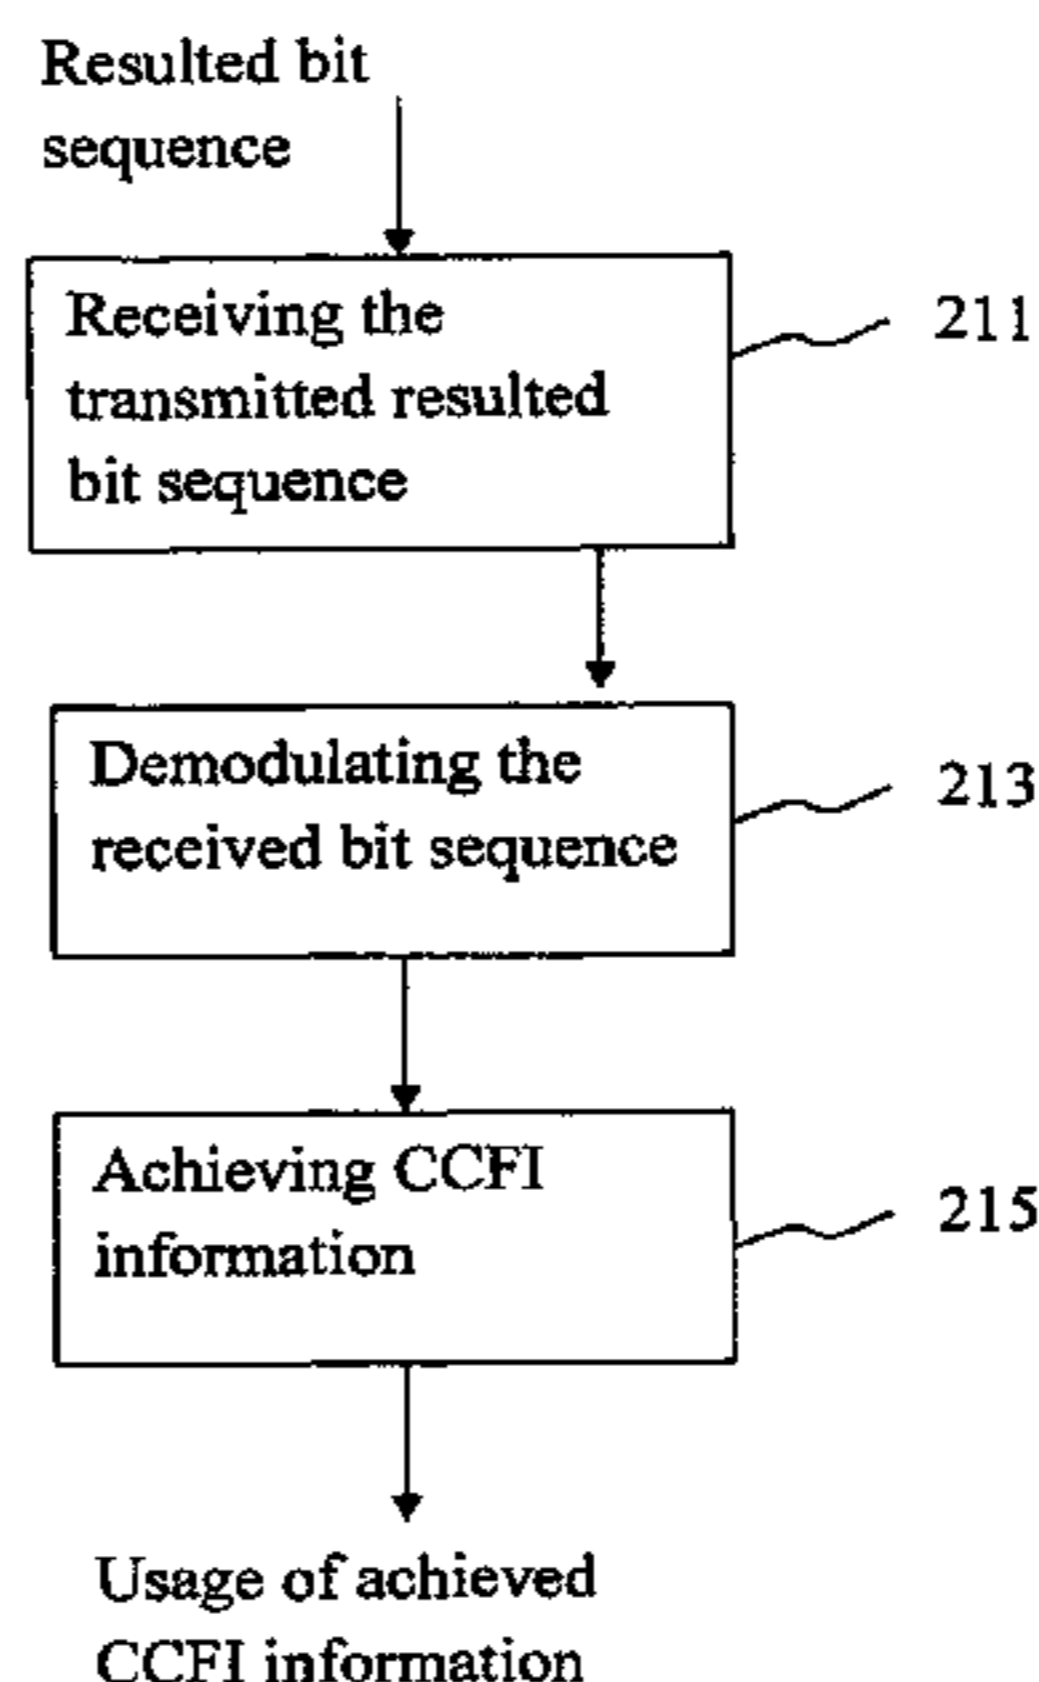 Resulted bit
sequence
Receiving the
transmitted resulted
bit sequence
211
Demodulating the
received bit sequence
213
Achieving CCFI
information
215
Usage of achieved
CCFI information